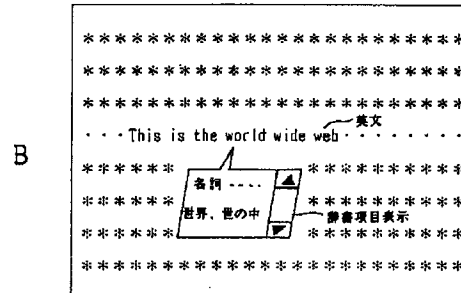 * * * * * * * * * * * * * * * * * * * *
* * * * * * * * * * * * * * * * * * * *
* * * * * * * * * * * * * * * * * * * *
英文
B
· · · This is the world wide web · · · · · · ·
* * * * * * 名詞 ‐‐‐‐ * * * * * * * *
* * * * * * 世界、世の中 辞書項目表示
* * * * * * * * * * * * * *
* * * * * * * * * * * * * * * * * * * *